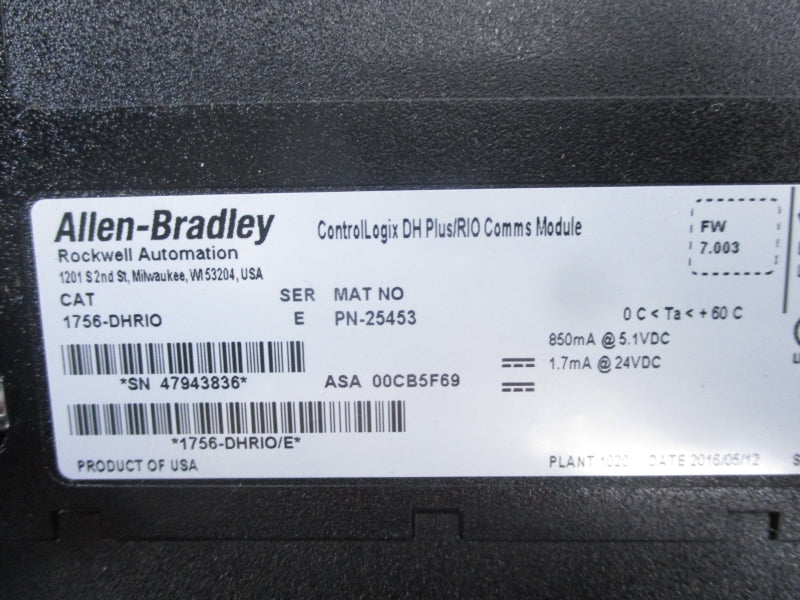 Allen-Bradley
Rockwell Automation
1201 S 2nd St, Milwaukee, WI 53204, USA
ControlLogix DH Plus/RIO Comms Module
FW
7.003
CAT SER MAT NO
1756-DHRIO E PN-25453
0 C < Ta < + 60 C
850mA @ 5.1VDC
1.7mA @ 24VDC
*SN 47943836* ASA 00CB5F69
*1756-DHRIO/E*
PRODUCT OF USA
PLANT 1020 DATE 2016/05/12